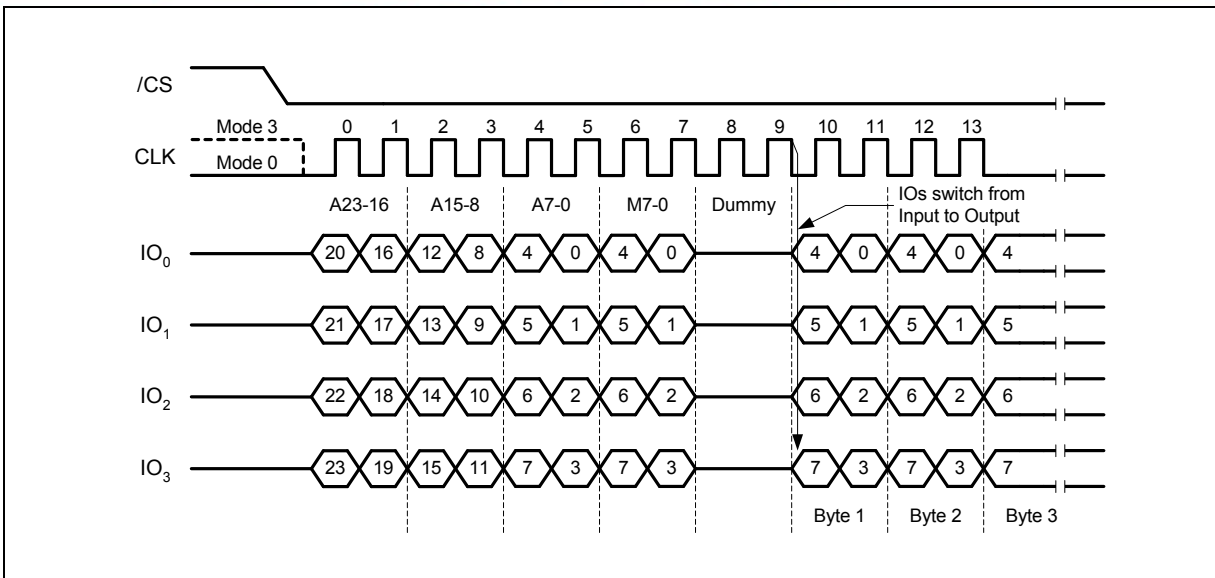 /CS
Mode 3 0 1 2 3 4 5 6 7 8 9 10 11 12 13
CLK
Mode 0
IOs switch from
Input to Output
A23-16 A15-8 A7-0 M7-0 Dummy
IO0 20 16 12 8 4 0 4 0 4 0 4 0 4
IO1 21 17 13 9 5 1 5 1 5 1 5 1 5
IO2 22 18 14 10 6 2 6 2 6 2 6 2 6
IO3 23 19 15 11 7 3 7 3 7 3 7 3 7
Byte 1 Byte 2 Byte 3